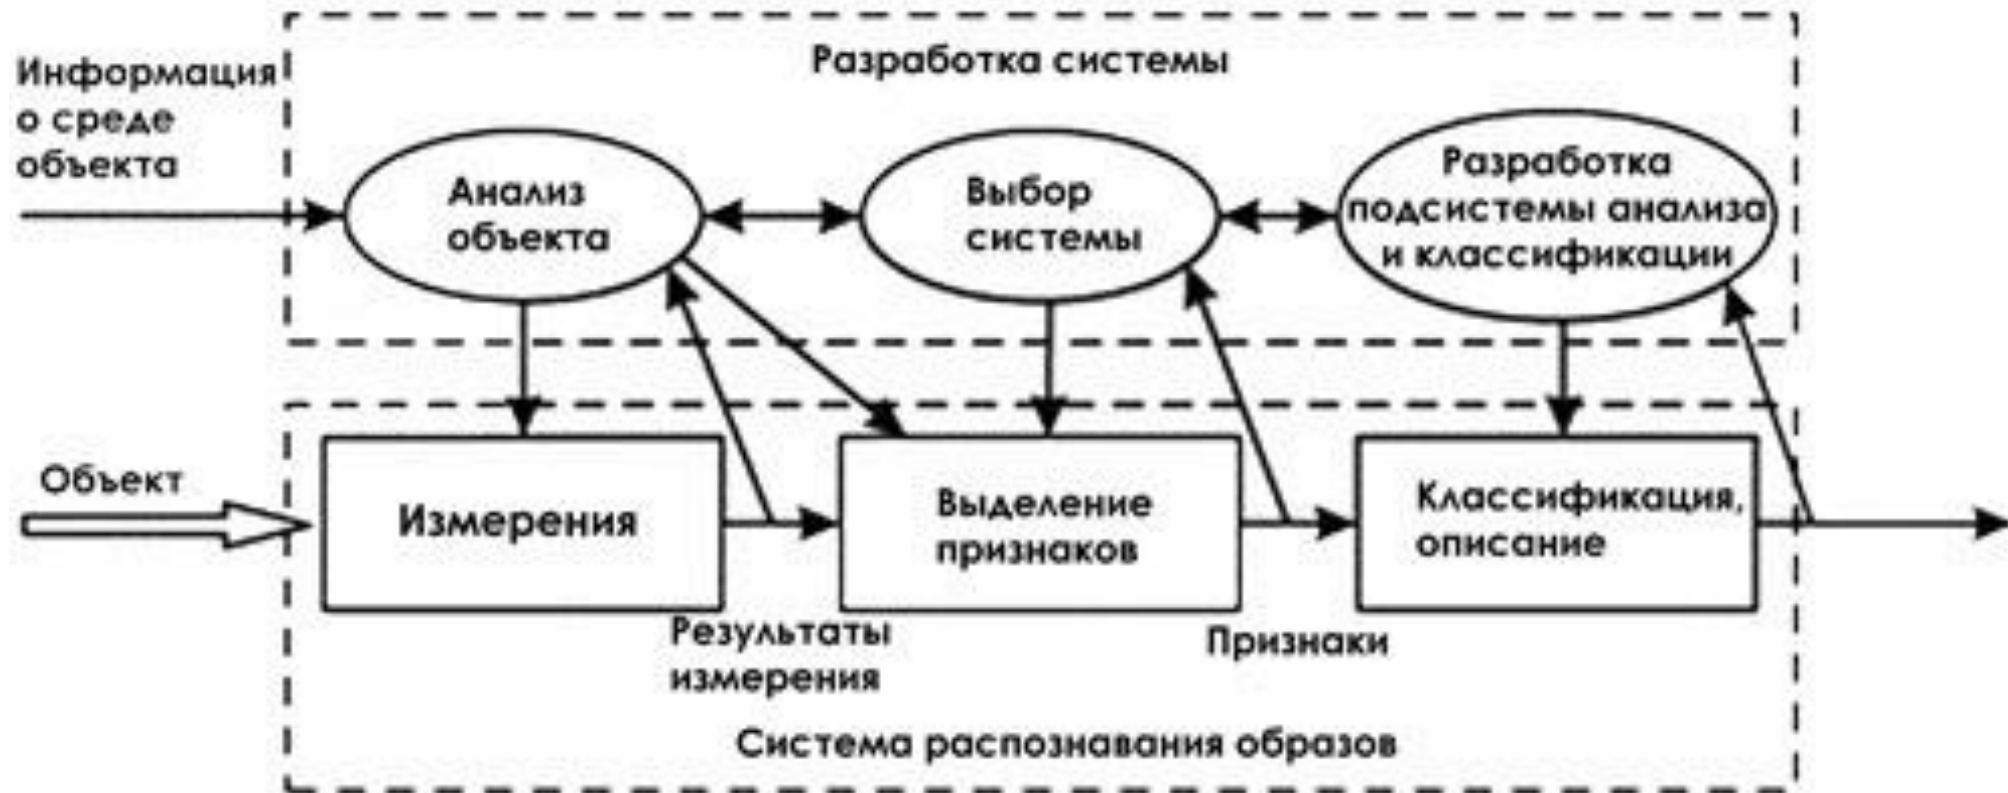 Разработка системы
Информация
о среде
объекта
Анализ
объекта
Выбор
системы
Разработка
подсистемы анализа
и классификации
Объект
Измерения
Выделение
признаков
Классификация,
описание
Результаты
измерения
Признаки
Система распознавания образов